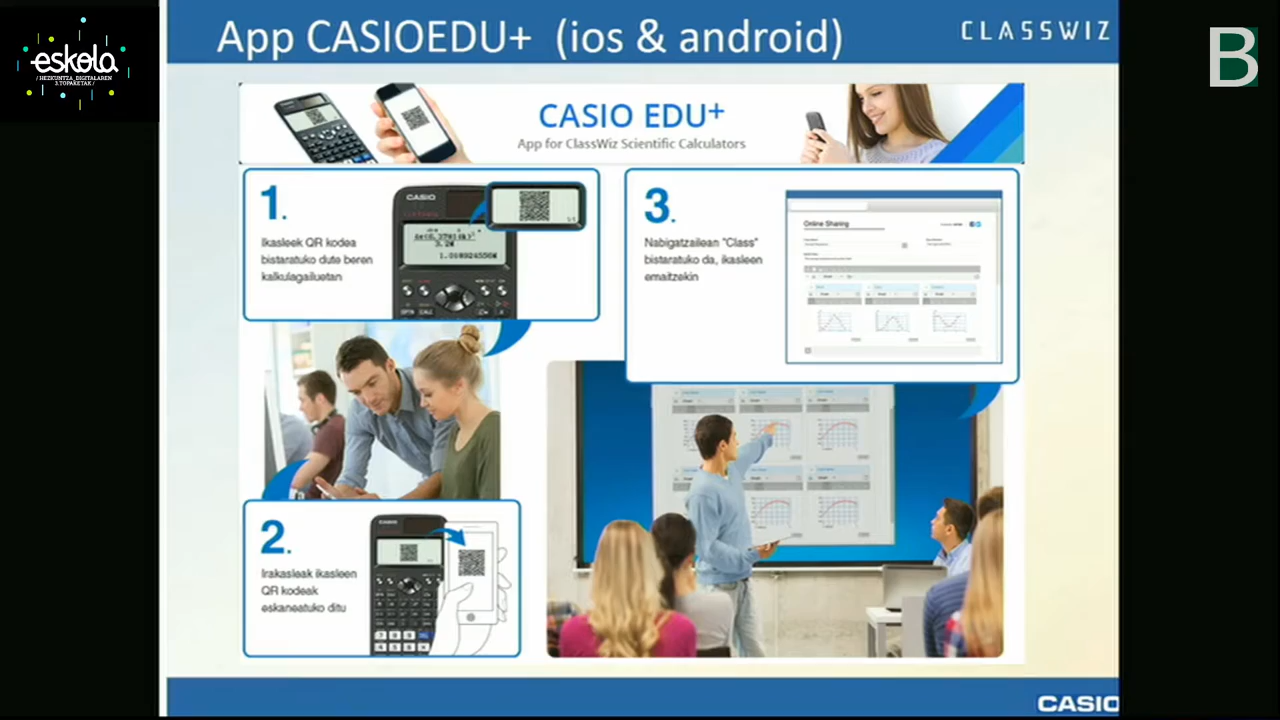 App CASIOEDU+ (ios & android)
CLASSWIZ
B
eskola
/ HEZKUNTZA_DIGITALAREN
3.TOPAKETAK /
CASIO EDU+
App for ClassWiz Scientific Calculators
1.
Ikasleek QR kodea
bistaratuko dute beren
kalkulagailuetan
CASIO
3.
Nabigatzailean "Class"
bistaratuko da, ikasleen
emaitzekin
Online Sharing
2.
Irakasleak ikasleen
QR kodeak
eskaneatuko ditu
CASIO
CASIO